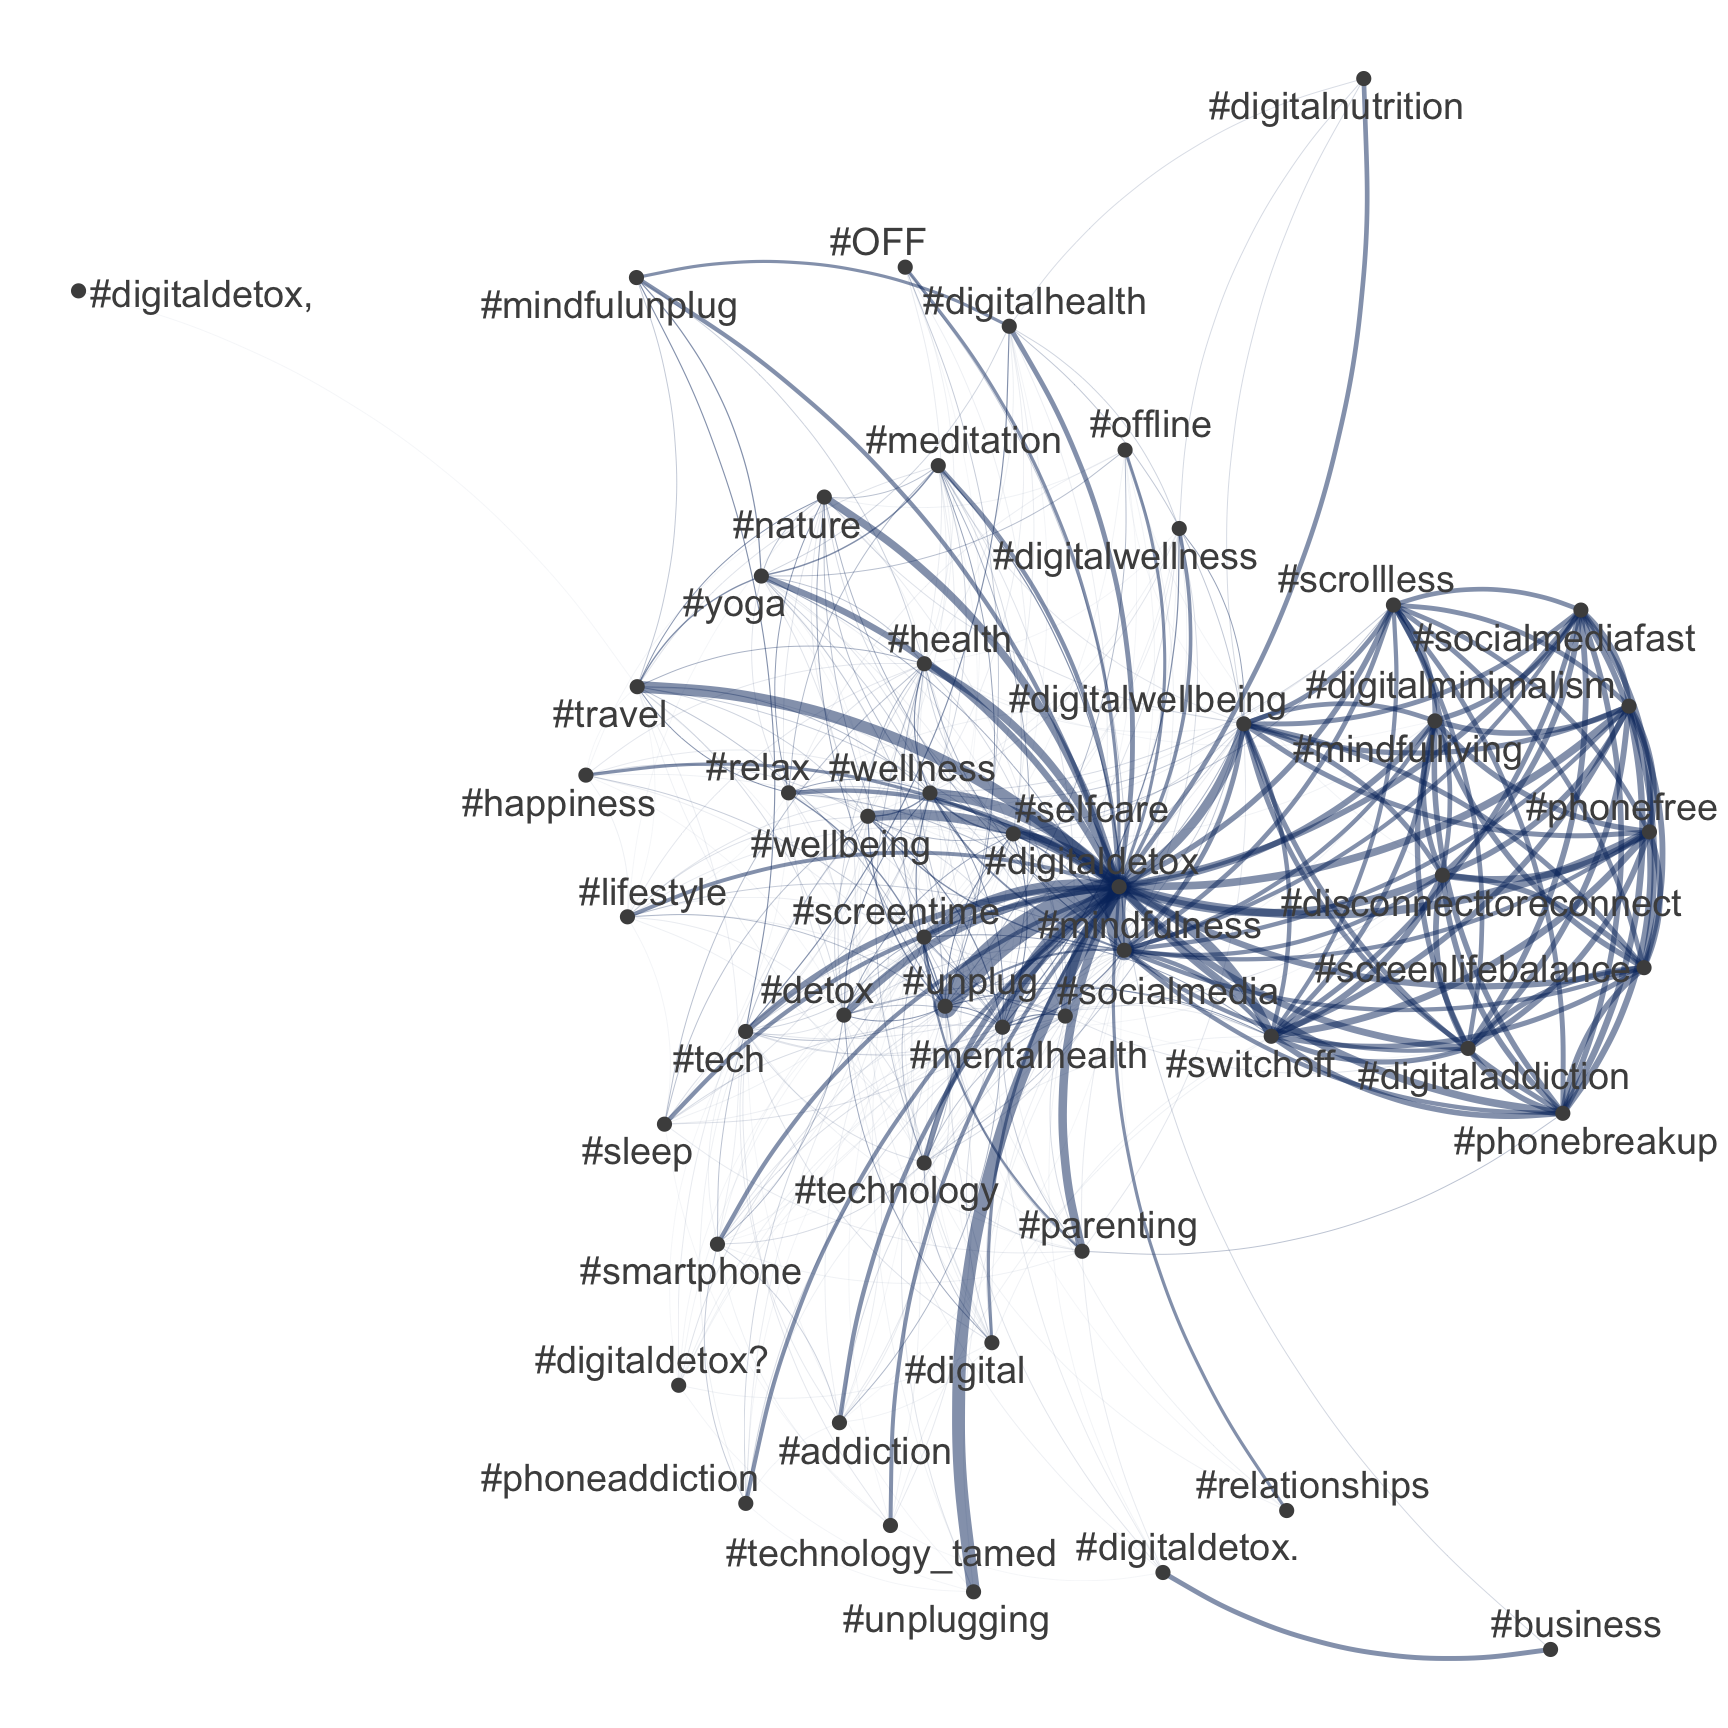 #digitalnutrition
#OFF
#digitaldetox,
#mindfulunplug
#digitalhealth
#offline
#meditation
#nature
#digitalwellness
#scrollless
#yoga
#health
#socialmediafast
#digitalwellbeing
#digitalminimalism
#travel
#mindfulliving
#relax
#wellness
#happiness
#selfcare
#phonefree
#wellbeing
#digitaldetox
#lifestyle
#screentime
#disconnecttoreconnect
#mindfulness
#screenlifebalance
#detox
#unplug
#socialmedia
#tech
#mentalhealth
#switchoff
#digitaladdiction
#sleep
#phonebreakup
#technology
#parenting
#smartphone
#digitaldetox?
#digital
#addiction
#phoneaddiction
#relationships
#technology_tamed
#digitaldetox.
#unplugging
#business